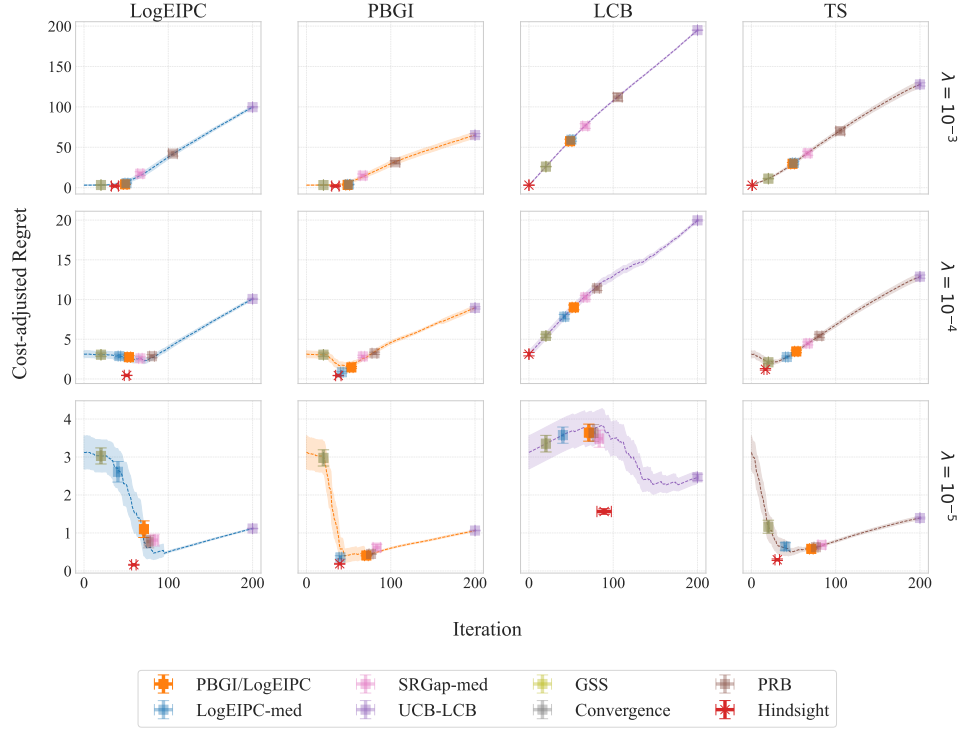 LogEIPC PBGI LCB TS
200
150
100
50
0
λ = 10⁻³
20
15
10
5
0
λ = 10⁻⁴
4
3
2
1
0
λ = 10⁻⁵
0 100 200 0 100 200 0 100 200 0 100 200
Cost-adjusted Regret
Iteration
PBGI/LogEIPC SRGap-med GSS PRB
LogEIPC-med UCB-LCB Convergence Hindsight